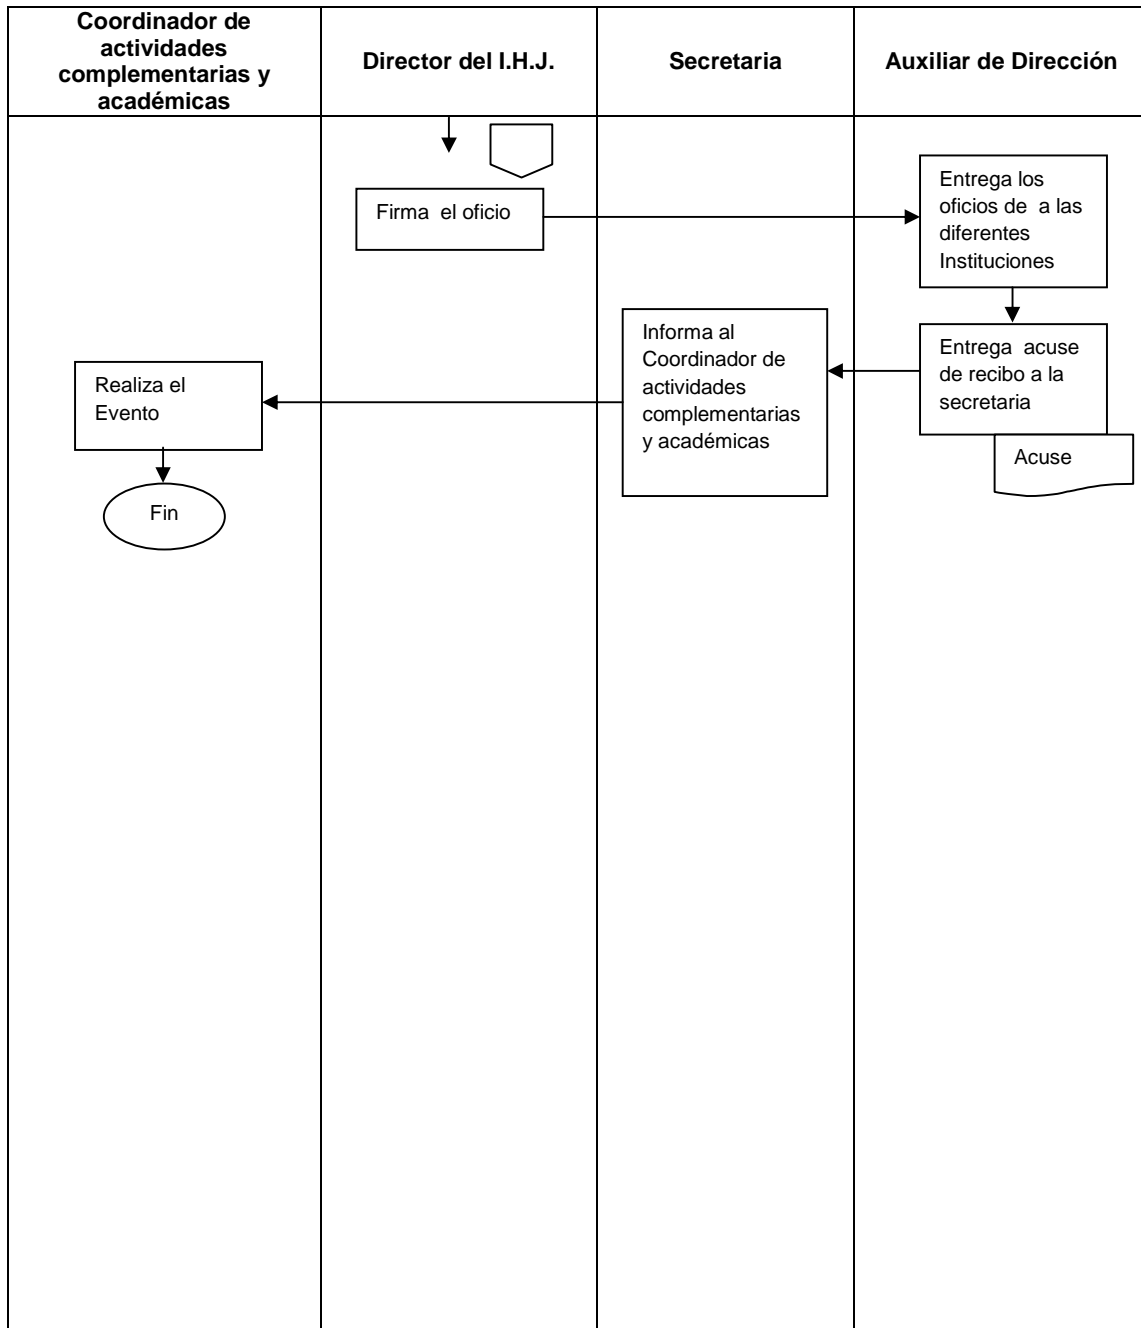 Coordinador de
actividades
complementarias y
académicas
Director del I.H.J.
Secretaria
Auxiliar de Dirección
Firma  el oficio
Entrega los
oficios de  a las
diferentes
Instituciones
Informa al
Coordinador de
actividades
complementarias
y académicas
Entrega  acuse
de recibo a la
secretaria
Realiza el
Evento
Acuse
Fin